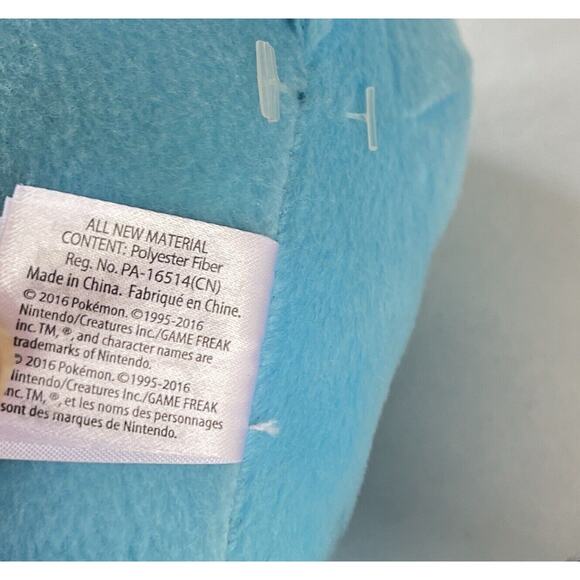 ALL NEW MATERIAL
CONTENT: Polyester Fiber
Reg. No. PA-16514(CN)
Made in China. Fabriqué en Chine.
© 2016 Pokémon. ©1995-2016
Nintendo/Creatures Inc./GAME FREAK
inc.TM, ®, and character names are
trademarks of Nintendo.
© 2016 Pokémon. ©1995-2016
Nintendo/Creatures Inc./GAME FREAK
inc.TM, ®, et les noms des personnages
sont des marques de Nintendo.